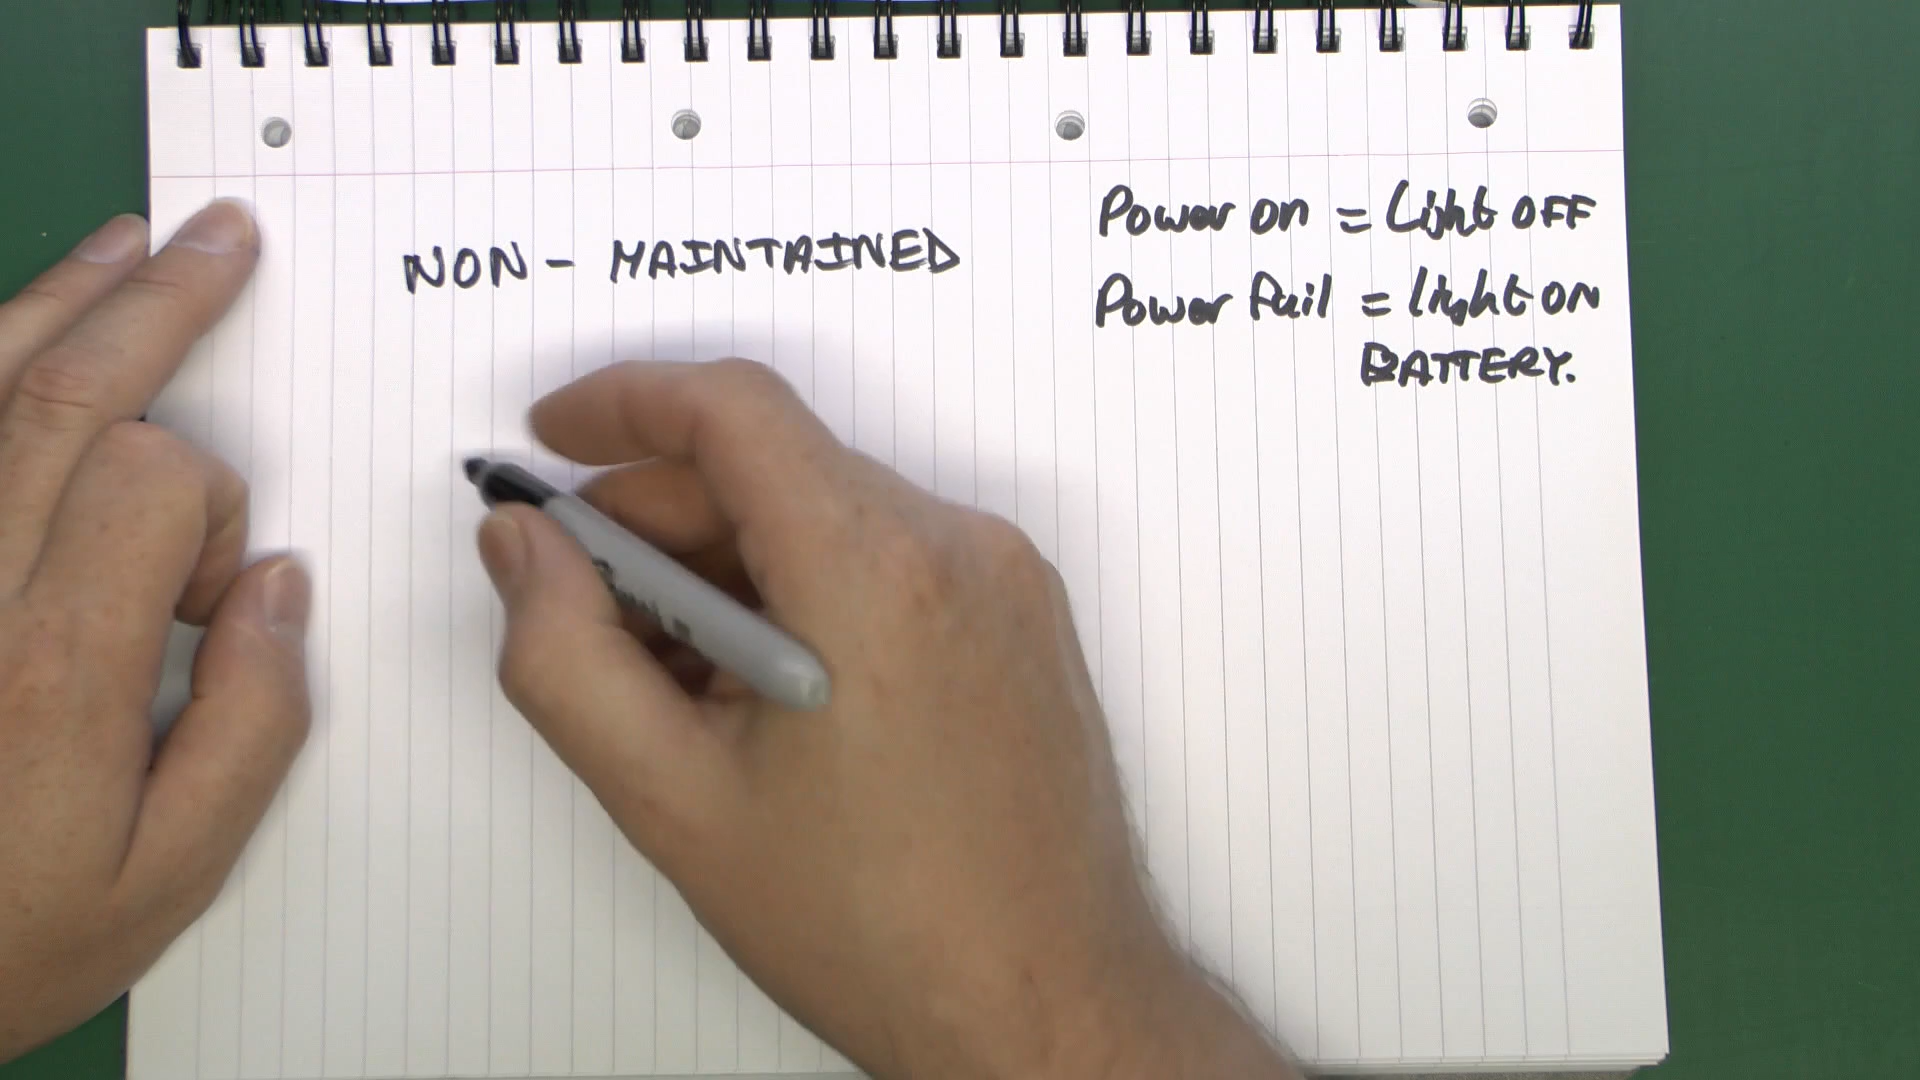 NON - MAINTAINED
Power on = Light OFF
Power Fail = light ON
BATTERY.